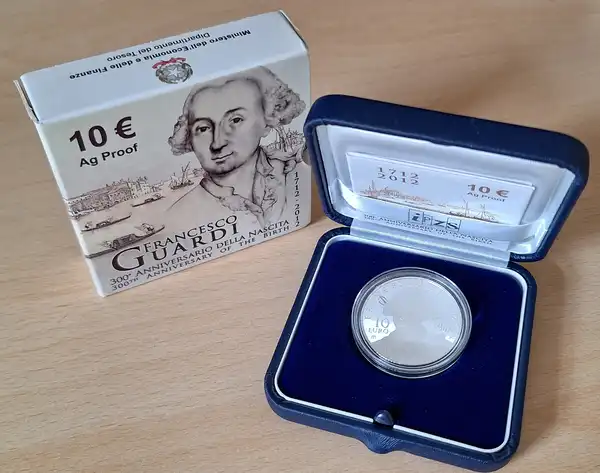 Ministero dell'Economia e delle Finanze
Dipartimento del Tesoro
10 €
Ag Proof
FRANCESCO
GUARDI
1712 - 2012
300° ANNIVERSARIO DELLA NASCITA
300TH ANNIVERSARY OF THE BIRTH
1712
2012
10 €
Ag Proof
ipzs
10
EURO